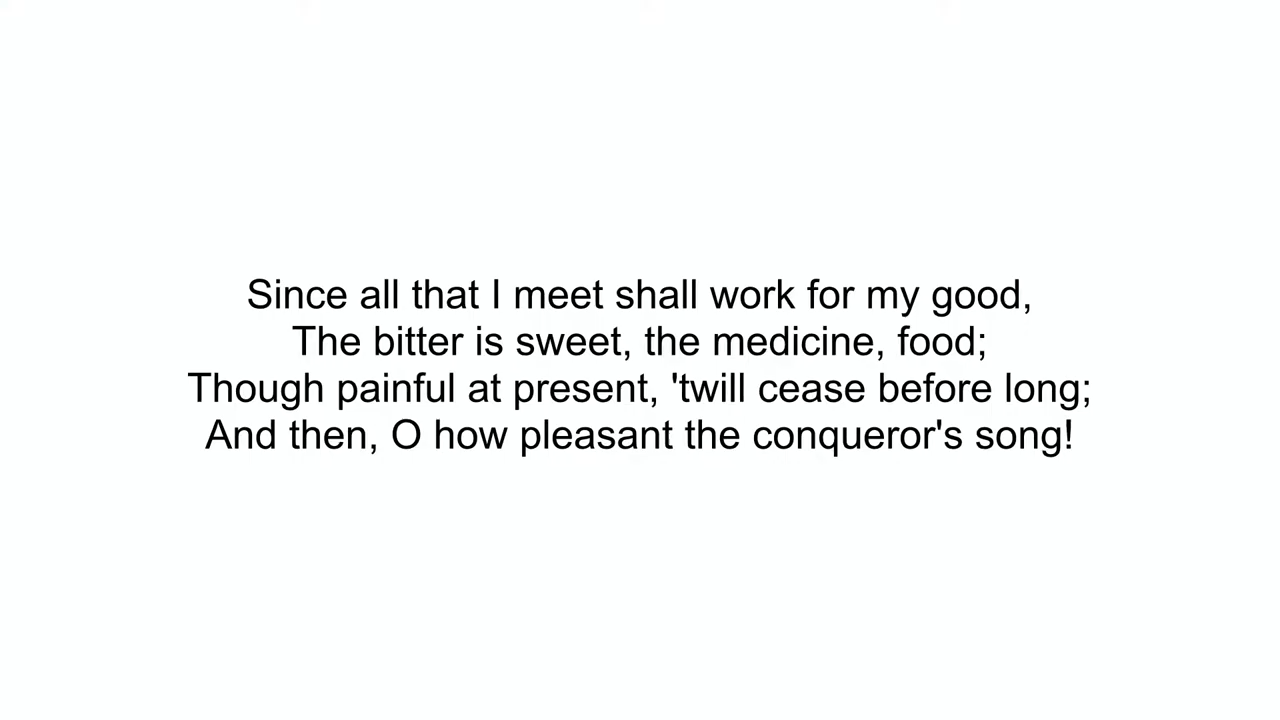 Since all that I meet shall work for my good,
The bitter is sweet, the medicine, food;
Though painful at present, 'twill cease before long;
And then, O how pleasant the conqueror's song!